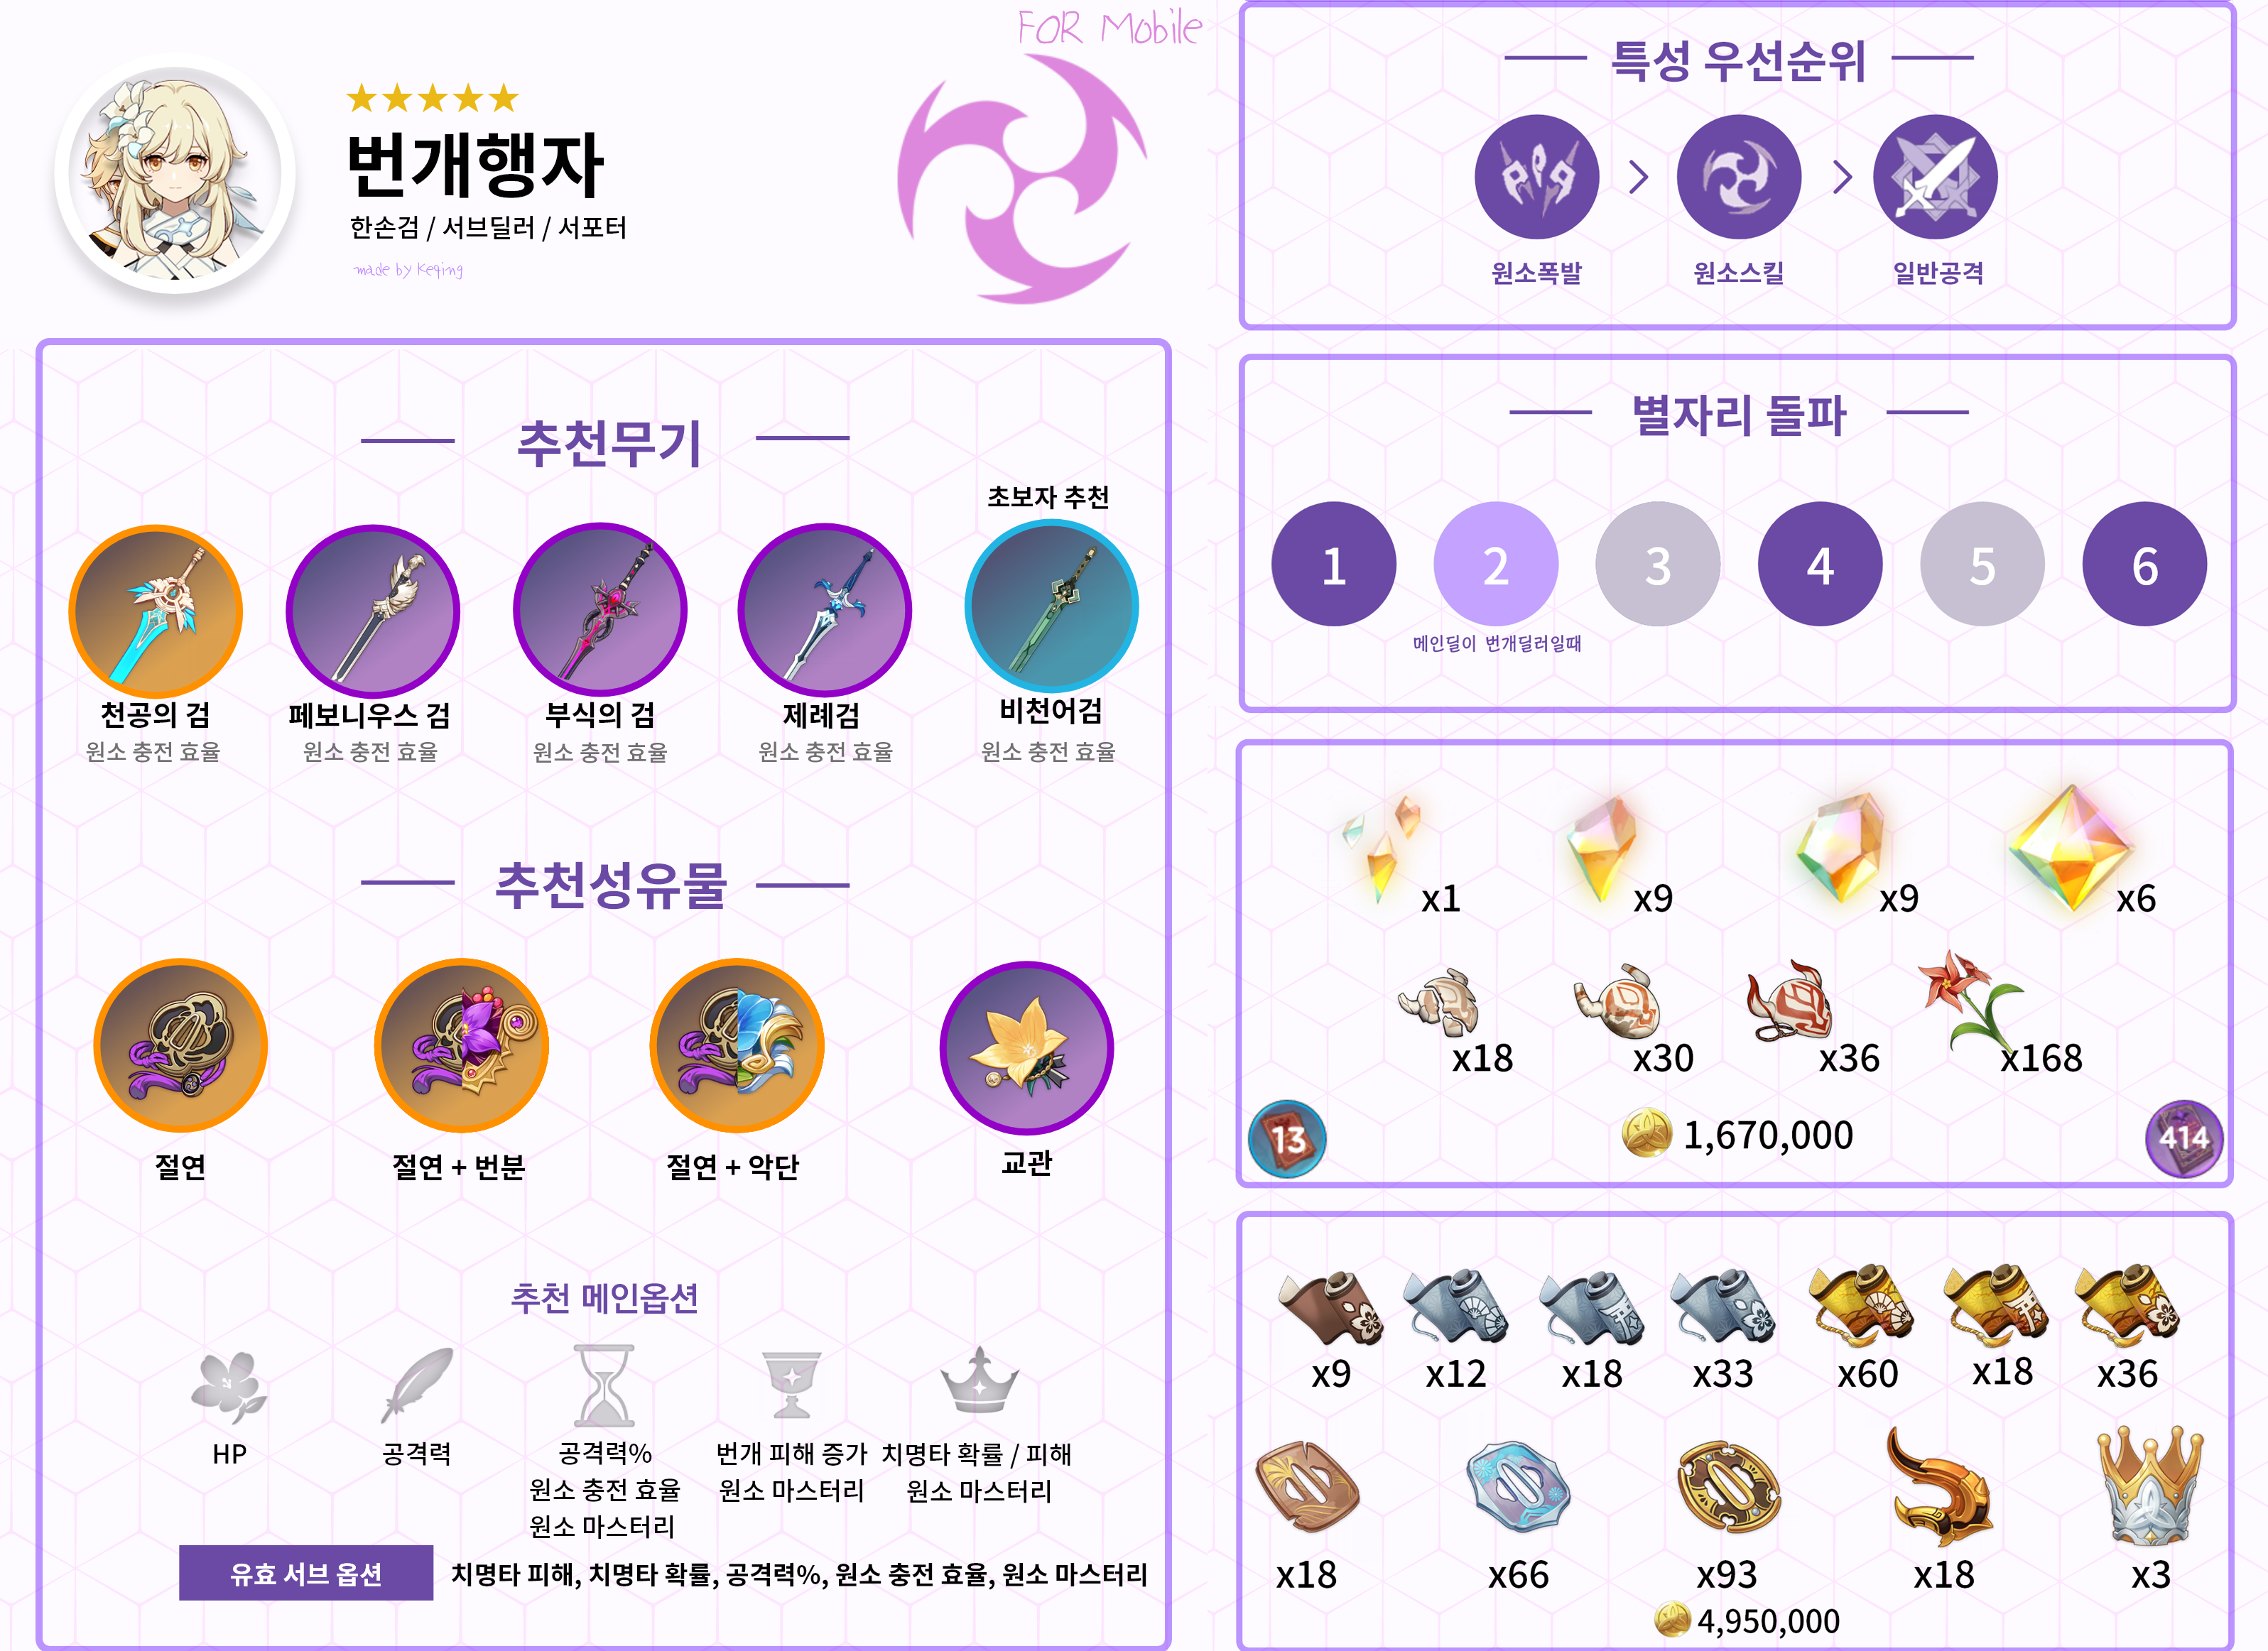 FOR Mobile
번개행자
한손검 / 서브딜러 / 서포터
made by Keqing
추천무기
초보자 추천
천공의 검
페보니우스 검
부식의 검
제례검
비천어검
원소 충전 효율
원소 충전 효율
원소 충전 효율
원소 충전 효율
원소 충전 효율
추천성유물
절연
절연 + 번분
절연 + 악단
교관
추천 메인옵션
HP
공격력
공격력%
원소 충전 효율
원소 마스터리
번개 피해 증가
원소 마스터리
치명타 확률 / 피해
원소 마스터리
유효 서브 옵션
치명타 피해, 치명타 확률, 공격력%, 원소 충전 효율, 원소 마스터리
특성 우선순위
원소폭발
원소스킬
일반공격
별자리 돌파
1
2
3
4
5
6
메인딜이 번개딜러일때
x1
x9
x9
x6
x18
x30
x36
x168
13
1,670,000
414
x9
x12
x18
x33
x60
x18
x36
x18
x66
x93
x18
x3
4,950,000